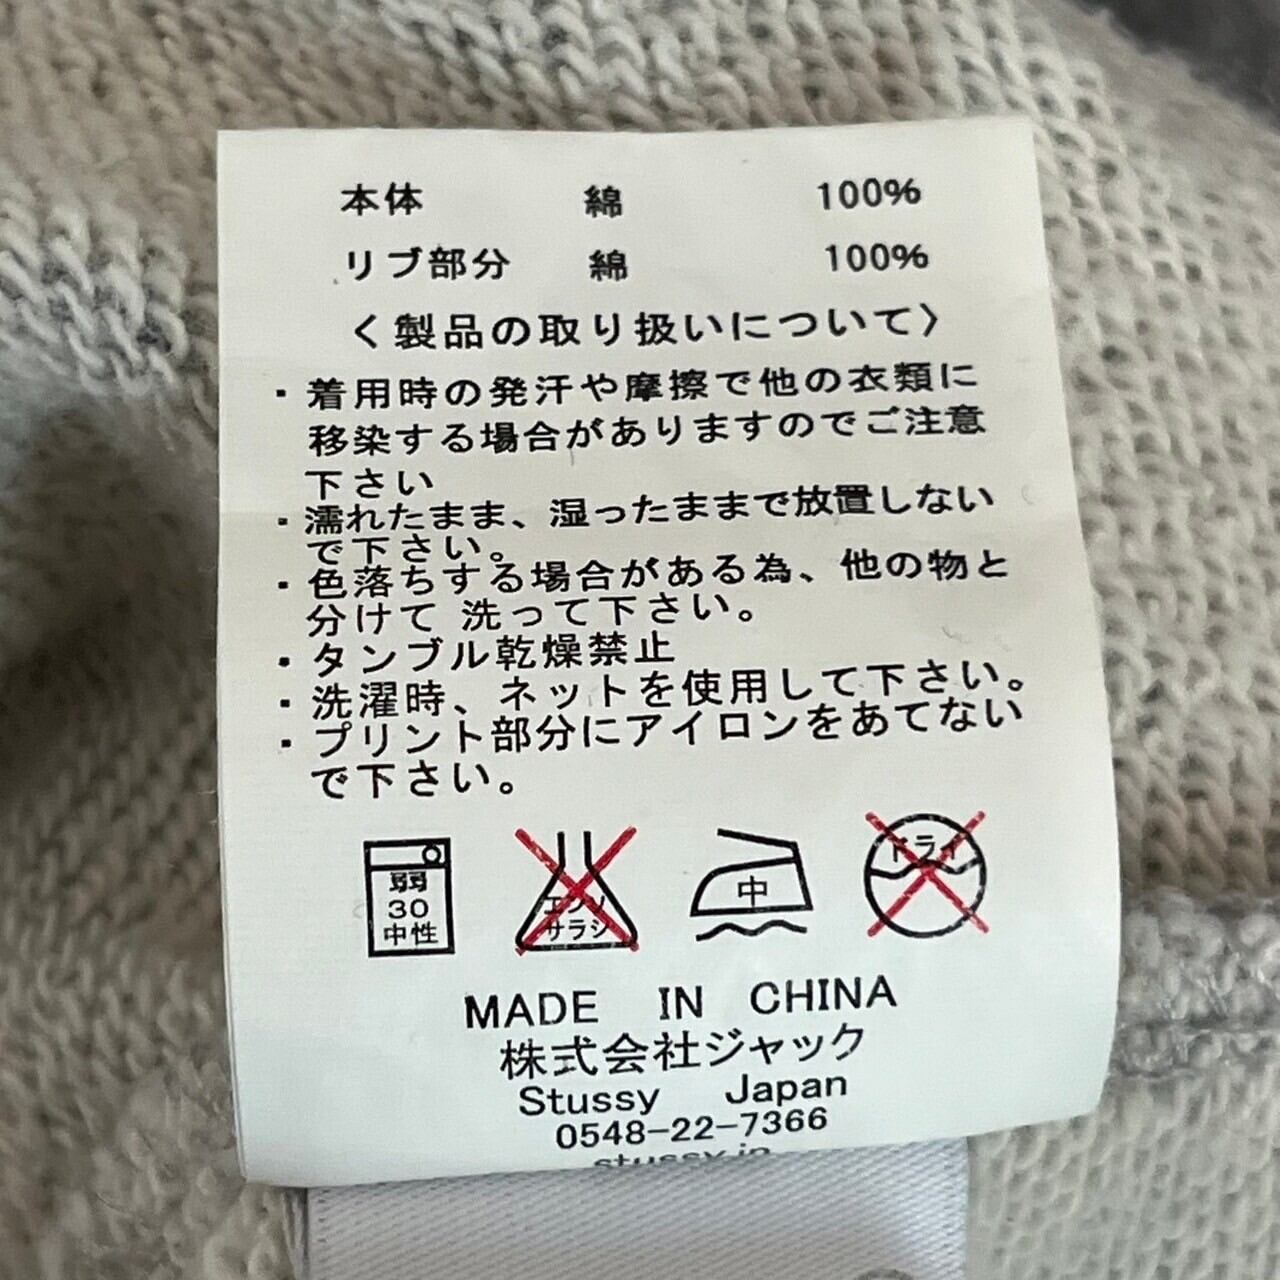 本体 綿 100%
リブ部分 綿 100%
〈製品の取り扱いについて〉
・着用時の発汗や摩擦で他の衣類に
移染する場合がありますのでご注意
下さい
・濡れたまま、湿ったままで放置しない
で下さい。
・色落ちする場合がある為、他の物と
分けて 洗って下さい。
・タンブル乾燥禁止
・洗濯時、ネットを使用して下さい。
・プリント部分にアイロンをあてない
で下さい。
弱
30
中性
エンソ
サラシ
中
ドライ
MADE IN CHINA
株式会社ジャック
Stussy Japan
0548-22-7366
stussy.jp